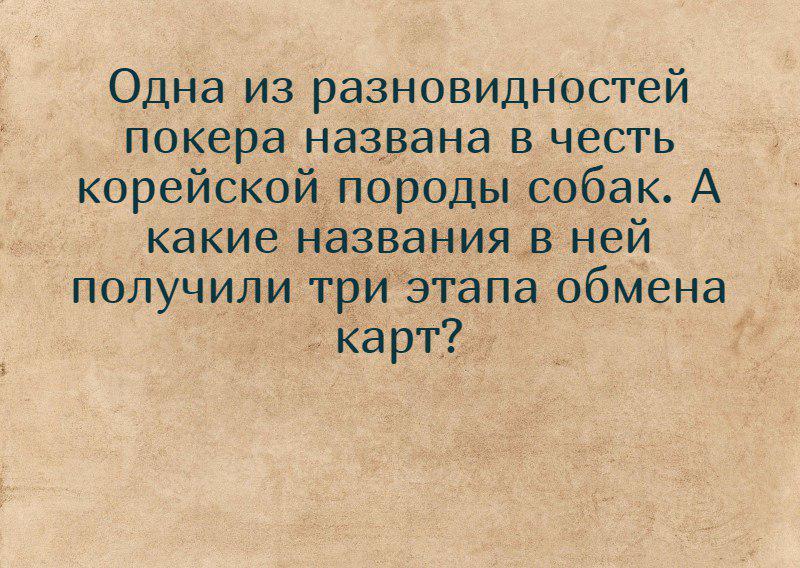 Одна из разновидностей
покера названа в честь
корейской породы собак. А
какие названия в ней
получили три этапа обмена
карт?